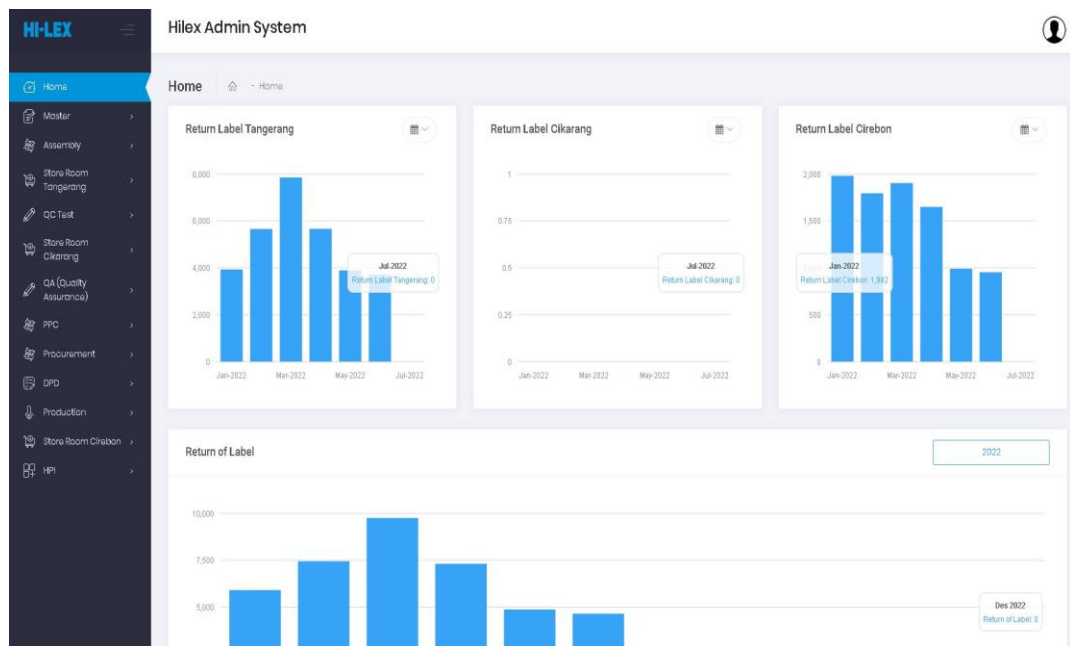 HI-LEX
Hilex Admin System
Home
Master
Assembly
Store Room
Tangerang
QC Test
Store Room
Cikarang
QA (Quality
Assurance)
PPC
Procurement
DPD
Production
Store Room Cirebon
HPI
Home - Home
Return Label Tangerang
8,000
6,000
4,000
2,000
0
Jan-2022 Mar-2022 May-2022 Jul-2022
Jul-2022
Return Label Tangerang: 0
Return Label Cikarang
1
0.75
0.5
0.25
0
Jan-2022 Mar-2022 May-2022 Jul-2022
Jul-2022
Return Label Cikarang: 0
Return Label Cirebon
2,000
1,500
500
0
Jan-2022 Mar-2022 May-2022 Jul-2022
Jan-2022
Return Label Cirebon: 1,982
Return of Label
2022
10,000
7,500
5,000
Des 2022
Return of Label: 0